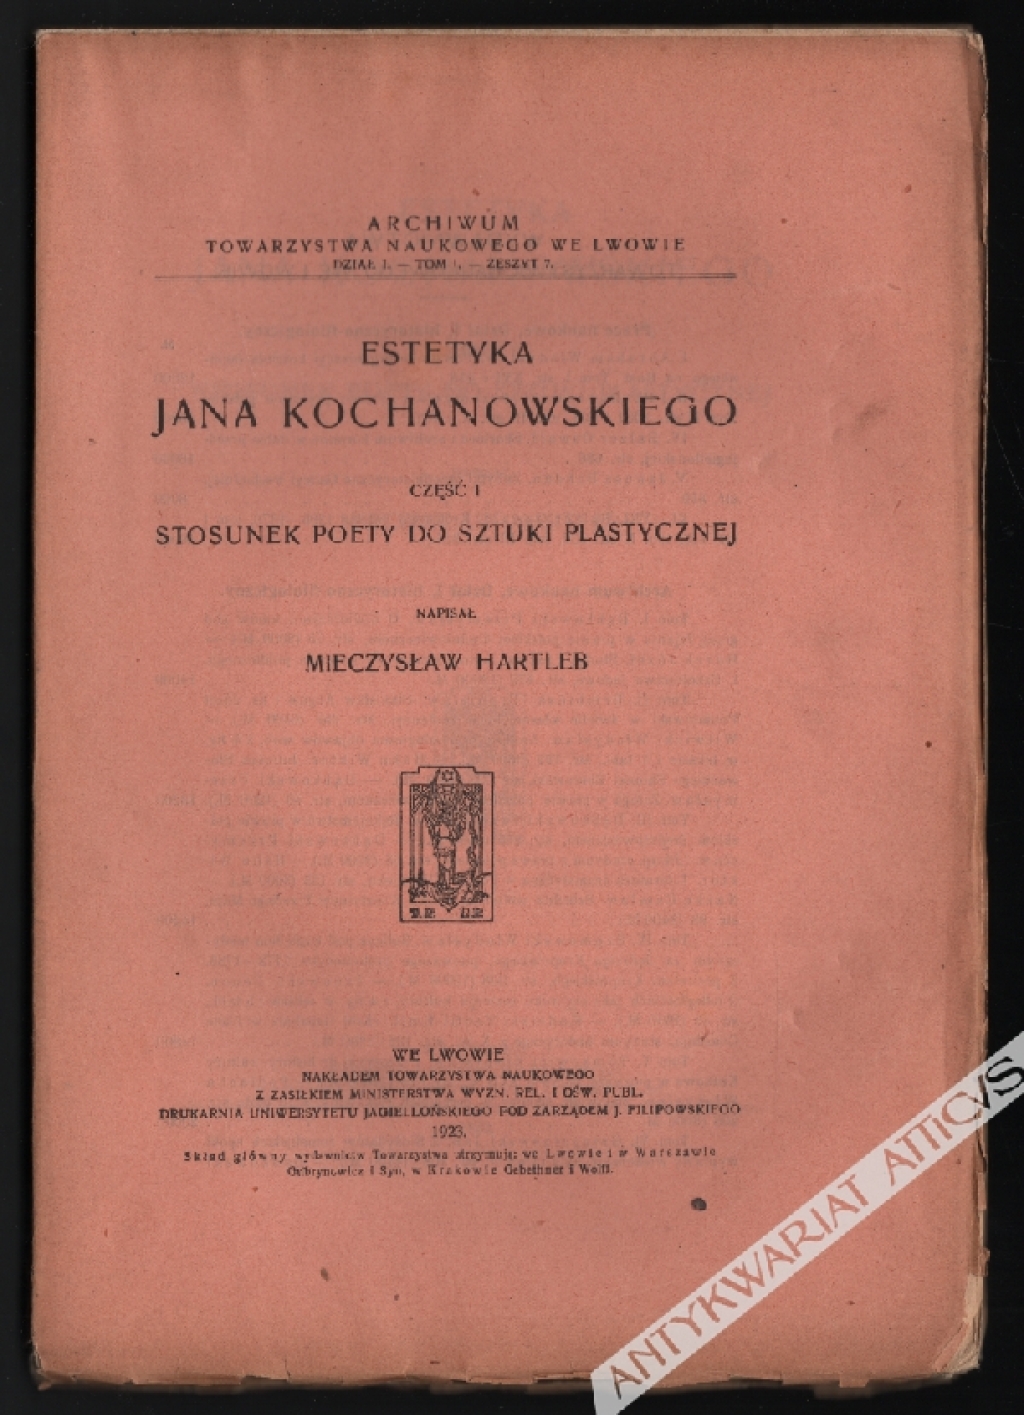 ARCHIWUM
TOWARZYSTWA NAUKOWEGO WE LWOWIE
DZIAŁ I. — TOM I. — ZESZYT 7.
ESTETYKA
JANA KOCHANOWSKIEGO
CZĘŚĆ I
STOSUNEK POETY DO SZTUKI PLASTYCZNEJ
NAPISAŁ
MIECZYSŁAW HARTLEB
WE LWOWIE
NAKŁADEM TOWARZYSTWA NAUKOWEGO
Z ZASIŁKIEM MINISTERSTWA WYZN. REL. I OŚW. PUBL.
DRUKARNIA UNIWERSYTETU JAGIELLOŃSKIEGO POD ZARZĄDEM J. FILIPOWSKIEGO
1923.
Skład główny wydawnictw Towarzystwa utrzymują: we Lwowie i w Warszawie
Gubrynowicz i Syn, w Krakowie Gebethner i Wolff.
ANTYKWARIAT ATTICVS